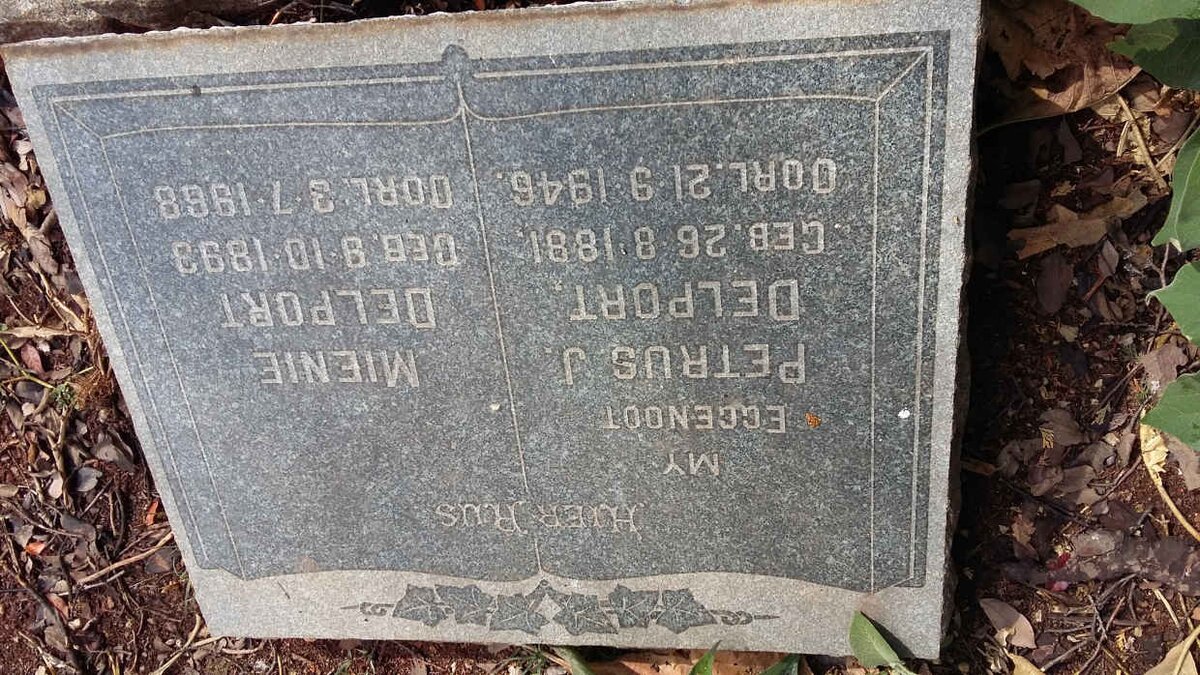 HIER RUS
MY
EGGENOOT
PETRUS J.
DELPORT.
GEB. 26·8·1881.
OORL. 21·9·1946.
MIENIE
DELPORT
GEB. 9·10·1893
OORL. 3·7·1968